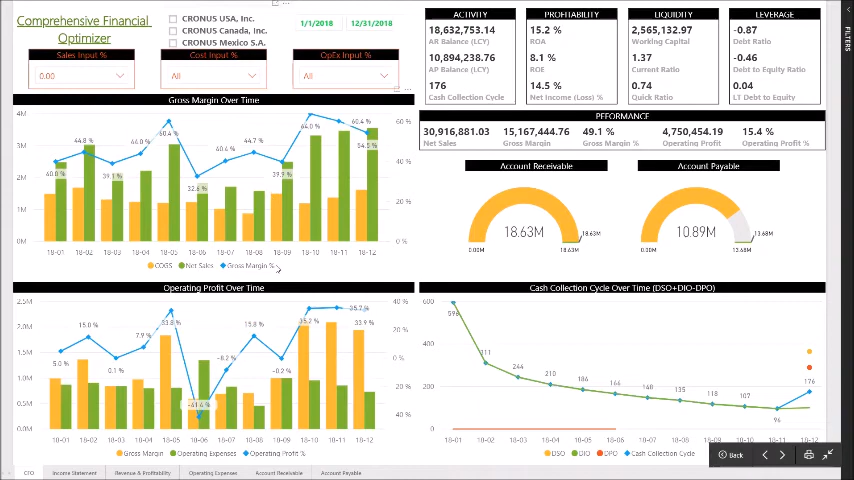 Comprehensive Financial
Optimizer
CRONUS USA, Inc.
CRONUS Canada, Inc.
CRONUS Mexico S.A.
1/1/2018 12/31/2018
Sales Input %
0.00
Cost Input %
All
OpEx Input %
All
ACTIVITY
18,632,753.14
AR Balance (LCY)
10,894,238.76
AP Balance (LCY)
176
Cash Collection Cycle
PROFITABILITY
15.2 %
ROA
8.1 %
ROE
14.5 %
Net Income (Loss) %
LIQUIDITY
2,565,132.97
Working Capital
1.37
Current Ratio
0.74
Quick Ratio
LEVERAGE
-0.87
Debt Ratio
-0.46
Debt to Equity Ratio
0.04
LT Debt to Equity
FILTERS
PEFFORMANCE
30,916,881.03
Net Sales
15,167,444.76
Gross Margin
49.1 %
Gross Margin %
4,750,454.19
Operating Profit
15.4 %
Operating Profit %
Gross Margin Over Time
4M
3M
2M
1M
0M
60 %
40 %
20 %
0 %
40.0 %
44.8 %
39.1 %
44.0 %
60.4 %
32.6 %
40.6 %
44.7 %
39.9 %
64.0 %
60.4 %
54.5 %
18-01 18-02 18-03 18-04 18-05 18-06 18-07 18-08 18-09 18-10 18-11 18-12
COGS Net Sales Gross Margin %
Account Receivable
18.63M
0.00M
18.63M
18.63M
Account Payable
10.89M
0.00M
13.68M
13.68M
Operating Profit Over Time
2.5M
2.0M
1.5M
1.0M
0.5M
0.0M
40 %
20 %
0 %
20 %
40 %
5.0 %
15.0 %
0.1 %
7.9 %
33.8 %
-41.4 %
-8.2 %
15.8 %
-0.2 %
35.2 %
35.7 %
33.9 %
18-01 18-02 18-03 18-04 18-05 18-06 18-07 18-08 18-09 18-10 18-11 18-12
Gross Margin Operating Expenses Operating Profit %
Cash Collection Cycle Over Time (DSO+DIO-DPO)
600
400
200
0
596
311
244
210
186
166
148
135
118
107
96
176
18-01 18-02 18-03 18-04 18-05 18-06 18-07 18-08 18-09 18-10 18-11 18-12
DSO DIO DPO Cash Collection Cycle
Back
CFO Income Statement Revenue & Profitability Operating Expenses Account Receivable Account Payable